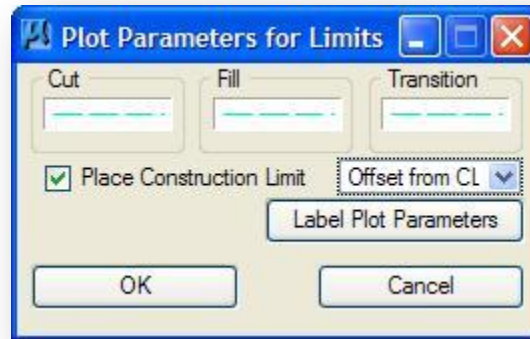 Plot Parameters for Limits
Cut Fill Transition
Place Construction Limit Offset from CL
Label Plot Parameters
OK Cancel